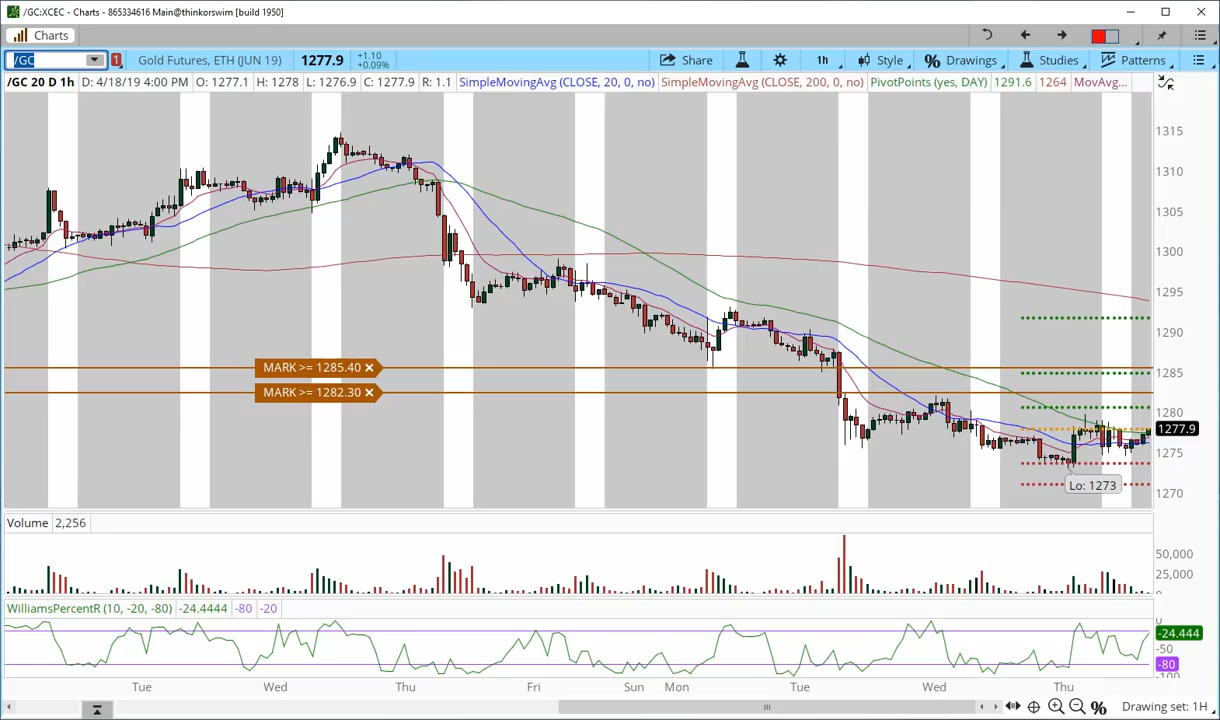 /GC:XCEC - Charts - 865334616 Main@thinkorswim [build 1950]
Charts
/GC 1 Gold Futures, ETH (JUN 19) 1277.9 +1.10 +0.09% Share 1h Style Drawings Studies Patterns
/GC 20 D 1h D: 4/18/19 4:00 PM O: 1277.1 H: 1278 L: 1276.9 C: 1277.9 R: 1.1 SimpleMovingAvg (CLOSE, 20, 0, no) SimpleMovingAvg (CLOSE, 200, 0, no) PivotPoints (yes, DAY) 1291.6 1264 MovAvg...
1315
1310
1305
1300
1295
1290
MARK >= 1285.40
1285
MARK >= 1282.30
1280
1277.9
1275
Lo: 1273
1270
Volume 2,256
50,000
25,000
WilliamsPercentR (10, -20, -80) -24.4444 -80 -20
0
-24.444
-50
-80
-100
Tue Wed Thu Fri Sun Mon Tue Wed Thu
Drawing set: 1H